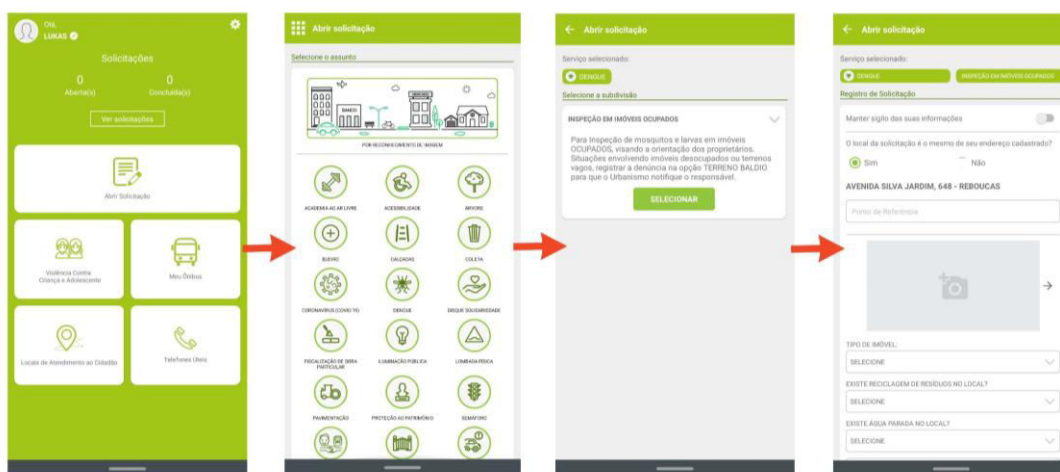 Olá,
LUKAS
Solicitações
0
0
Aberta(s)
Concluída(s)
Ver solicitações
Abrir Solicitação
Violência Contra
Criança e Adolescente
Meu Ônibus
Locais de Atendimento ao Cidadão
Telefones Úteis
Abrir solicitação
Selecione o assunto
BANCO
POR RECONHECIMENTO DE IMAGEM
ACADEMIA AO AR LIVRE
ACESSIBILIDADE
ÁRVORE
BUEIRO
CALÇADAS
COLETA
CORONAVÍRUS (COVID 19)
DENGUE
DISQUE SOLIDARIEDADE
FISCALIZAÇÃO DE OBRA
PARTICULAR
ILUMINAÇÃO PÚBLICA
LOMBADA FÍSICA
PAVIMENTAÇÃO
PROTEÇÃO AO PATRIMÔNIO
SEMÁFORO
Abrir solicitação
Serviço selecionado:
DENGUE
Selecione a subdivisão
INSPEÇÃO EM IMÓVEIS OCUPADOS
Para Inspeção de mosquitos e larvas em imóveis
OCUPADOS, visando a orientação dos proprietários.
Situações envolvendo imóveis desocupados ou terrenos
vagos, registrar a denúncia na opção TERRENO BALDIO
para que o Urbanismo notifique o responsável.
SELECIONAR
Abrir solicitação
Serviço selecionado:
DENGUE
INSPEÇÃO EM IMÓVEIS OCUPADOS
Registro de Solicitação
Manter sigilo das suas informações
O local da solicitação é o mesmo de seu endereço cadastrado?
Sim
Não
AVENIDA SILVA JARDIM, 648 - REBOUCAS
Ponto de Referência
TIPO DE IMÓVEL:
SELECIONE
EXISTE RECICLAGEM DE RESÍDUOS NO LOCAL?
SELECIONE
EXISTE ÁGUA PARADA NO LOCAL?
SELECIONE